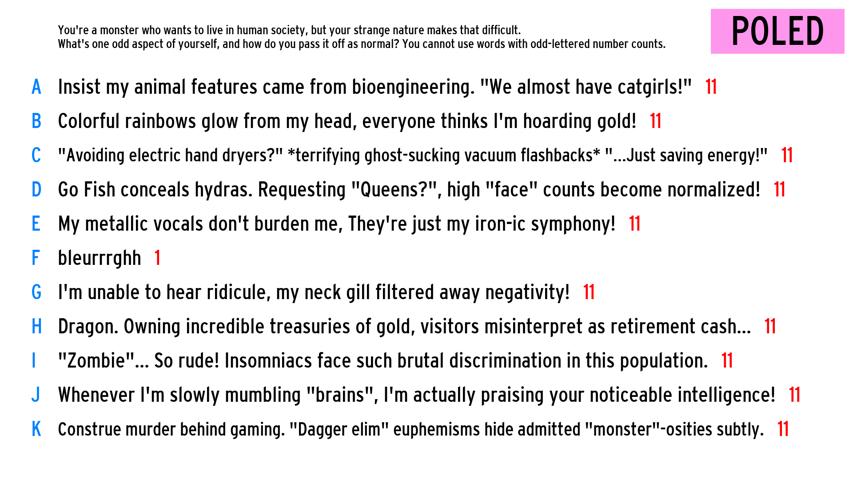 You're a monster who wants to live in human society, but your strange nature makes that difficult.
What's one odd aspect of yourself, and how do you pass it off as normal? You cannot use words with odd-lettered number counts.
POLED
A Insist my animal features came from bioengineering. "We almost have catgirls!" 11
B Colorful rainbows glow from my head, everyone thinks I'm hoarding gold! 11
C "Avoiding electric hand dryers?" *terrifying ghost-sucking vacuum flashbacks* "...Just saving energy!" 11
D Go Fish conceals hydras. Requesting "Queens?", high "face" counts become normalized! 11
E My metallic vocals don't burden me, They're just my iron-ic symphony! 11
F bleurrrghh 1
G I'm unable to hear ridicule, my neck gill filtered away negativity! 11
H Dragon. Owning incredible treasuries of gold, visitors misinterpret as retirement cash... 11
I "Zombie"... So rude! Insomniacs face such brutal discrimination in this population. 11
J Whenever I'm slowly mumbling "brains", I'm actually praising your noticeable intelligence! 11
K Construe murder behind gaming. "Dagger elim" euphemisms hide admitted "monster"-osities subtly. 11